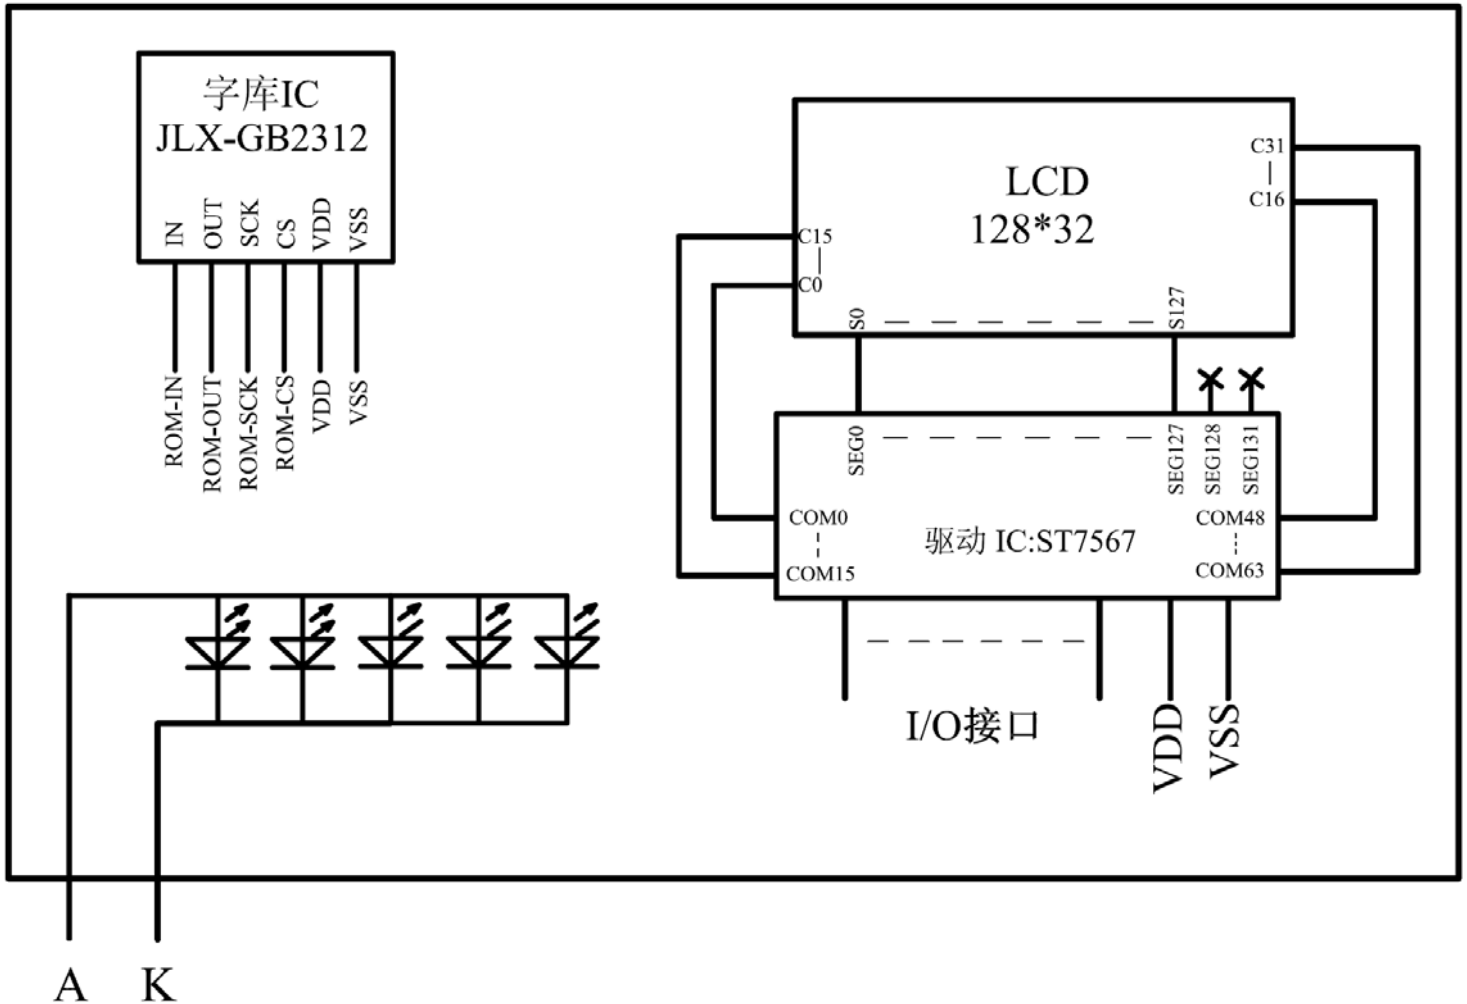 字库IC
JLX-GB2312
IN
OUT
SCK
CS
VDD
VSS
ROM-IN
ROM-OUT
ROM-SCK
ROM-CS
VDD
VSS
LCD
128*32
C31
C16
C15
C0
S0
S127
SEG0
SEG127
SEG128
SEG131
COM0
COM15
驱动 IC:ST7567
COM48
COM63
I/O接口
VDD
VSS
A
K